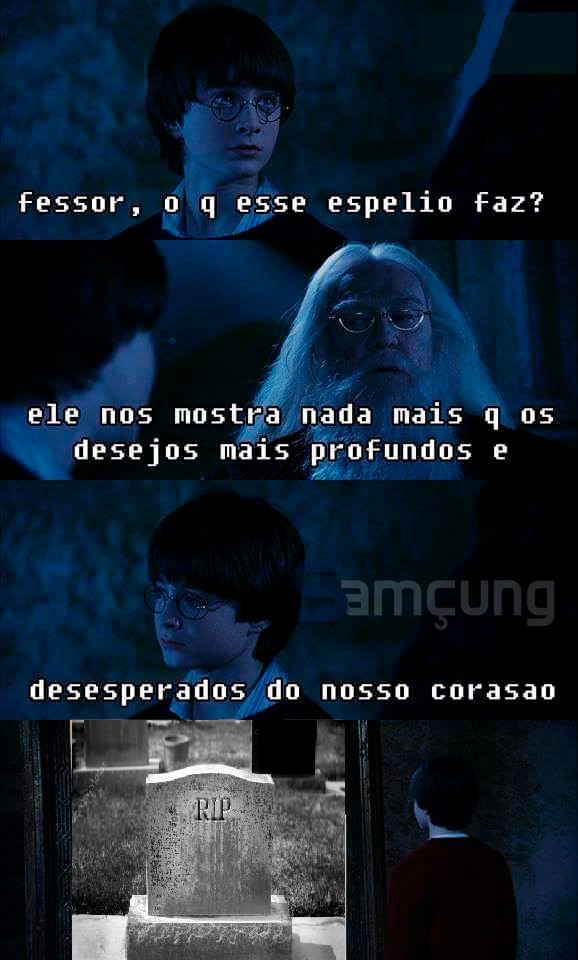 fessor, o q esse espelio faz?
ele nos mostra nada mais q os
desejos mais profundos e
Samçung
desesperados do nosso corasao
RIP